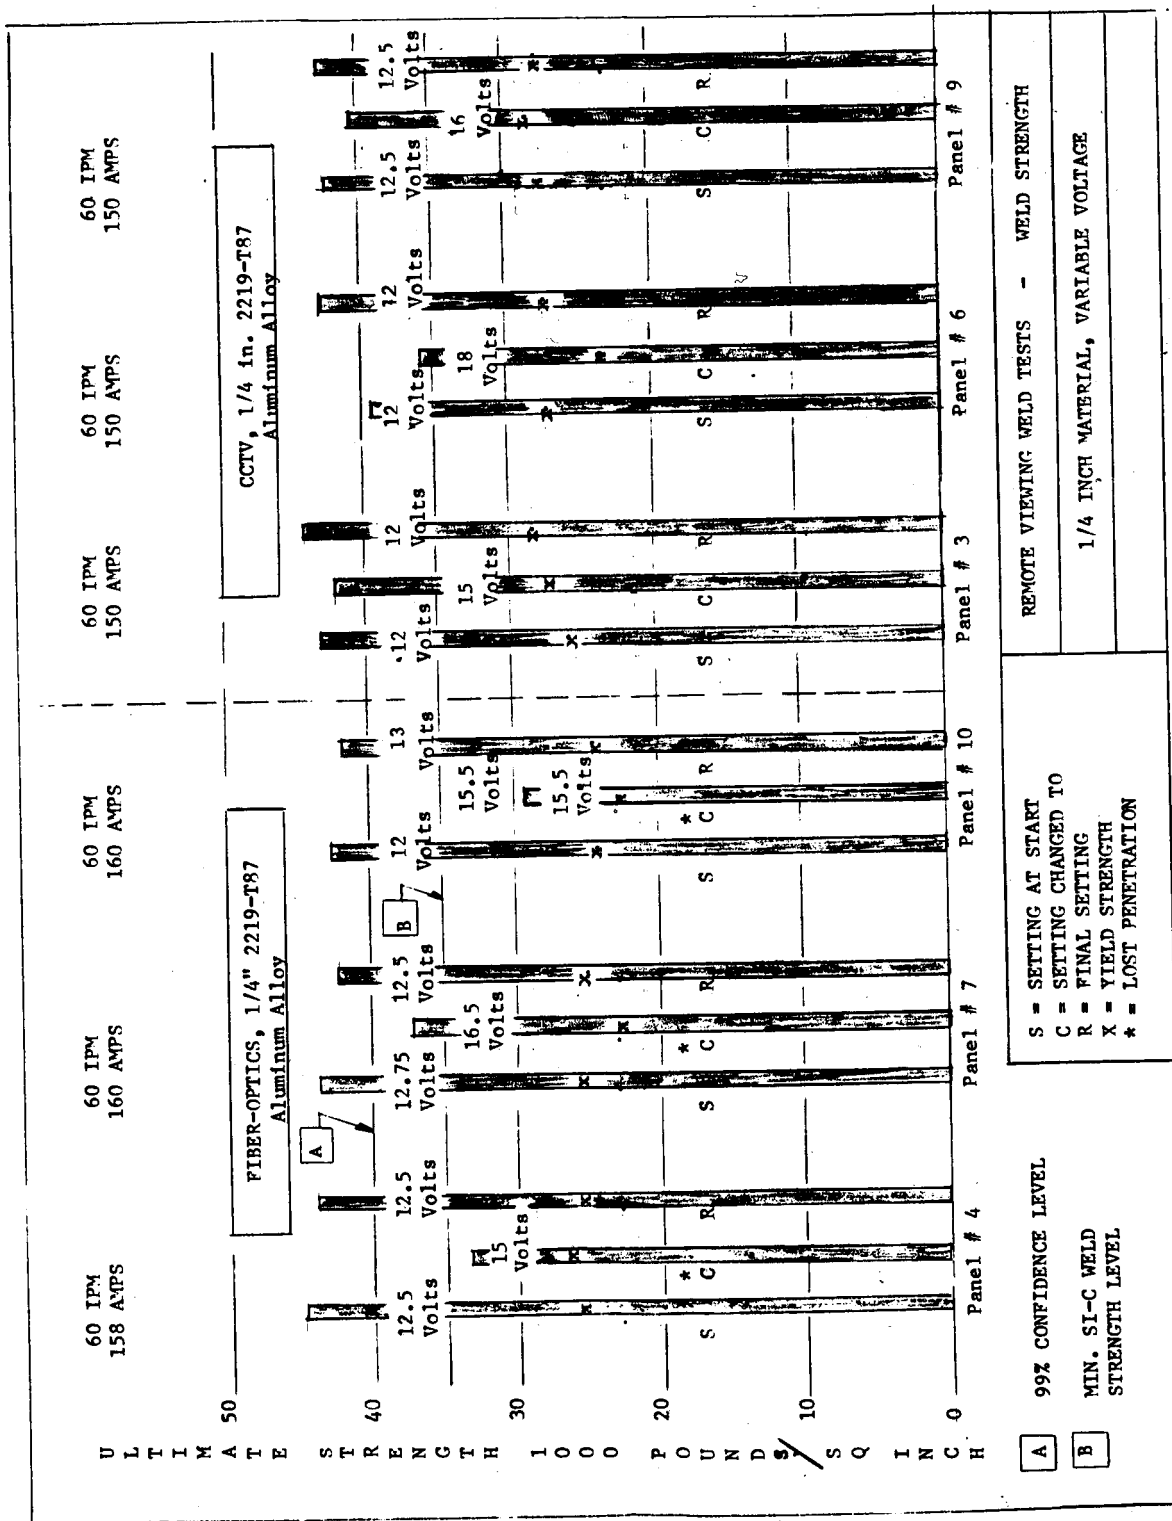 60 IPM
158 AMPS
60 IPM
160 AMPS
60 IPM
160 AMPS
60 IPM
150 AMPS
60 IPM
150 AMPS
60 IPM
150 AMPS
FIBER-OPTICS, 1/4" 2219-T87
Aluminum Alloy
CCTV, 1/4 in. 2219-T87
Aluminum Alloy
ULTIMATE STRENGTH 1000 POUNDS/SQ INCH
50
40
30
20
10
0
A
B
12.5
Volts
15
Volts
12.5
Volts
12.75
Volts
16.5
Volts
12.5
Volts
12
Volts
15.5
Volts
15.5
Volts
13
Volts
12
Volts
15
Volts
12
Volts
12
Volts
18
Volts
12
Volts
12.5
Volts
16
Volts
12.5
Volts
x x x x x x x x x x x x x x x x x x
* * *
S C R S C R S C R S C R S C R S C R
Panel # 4
Panel # 7
Panel # 10
Panel # 3
Panel # 6
Panel # 9
A 99% CONFIDENCE LEVEL
B MIN. SI-C WELD
STRENGTH LEVEL
S = SETTING AT START
C = SETTING CHANGED TO
R = FINAL SETTING
X = YIELD STRENGTH
* = LOST PENETRATION
REMOTE VIEWING WELD TESTS - WELD STRENGTH
1/4 INCH MATERIAL, VARIABLE VOLTAGE